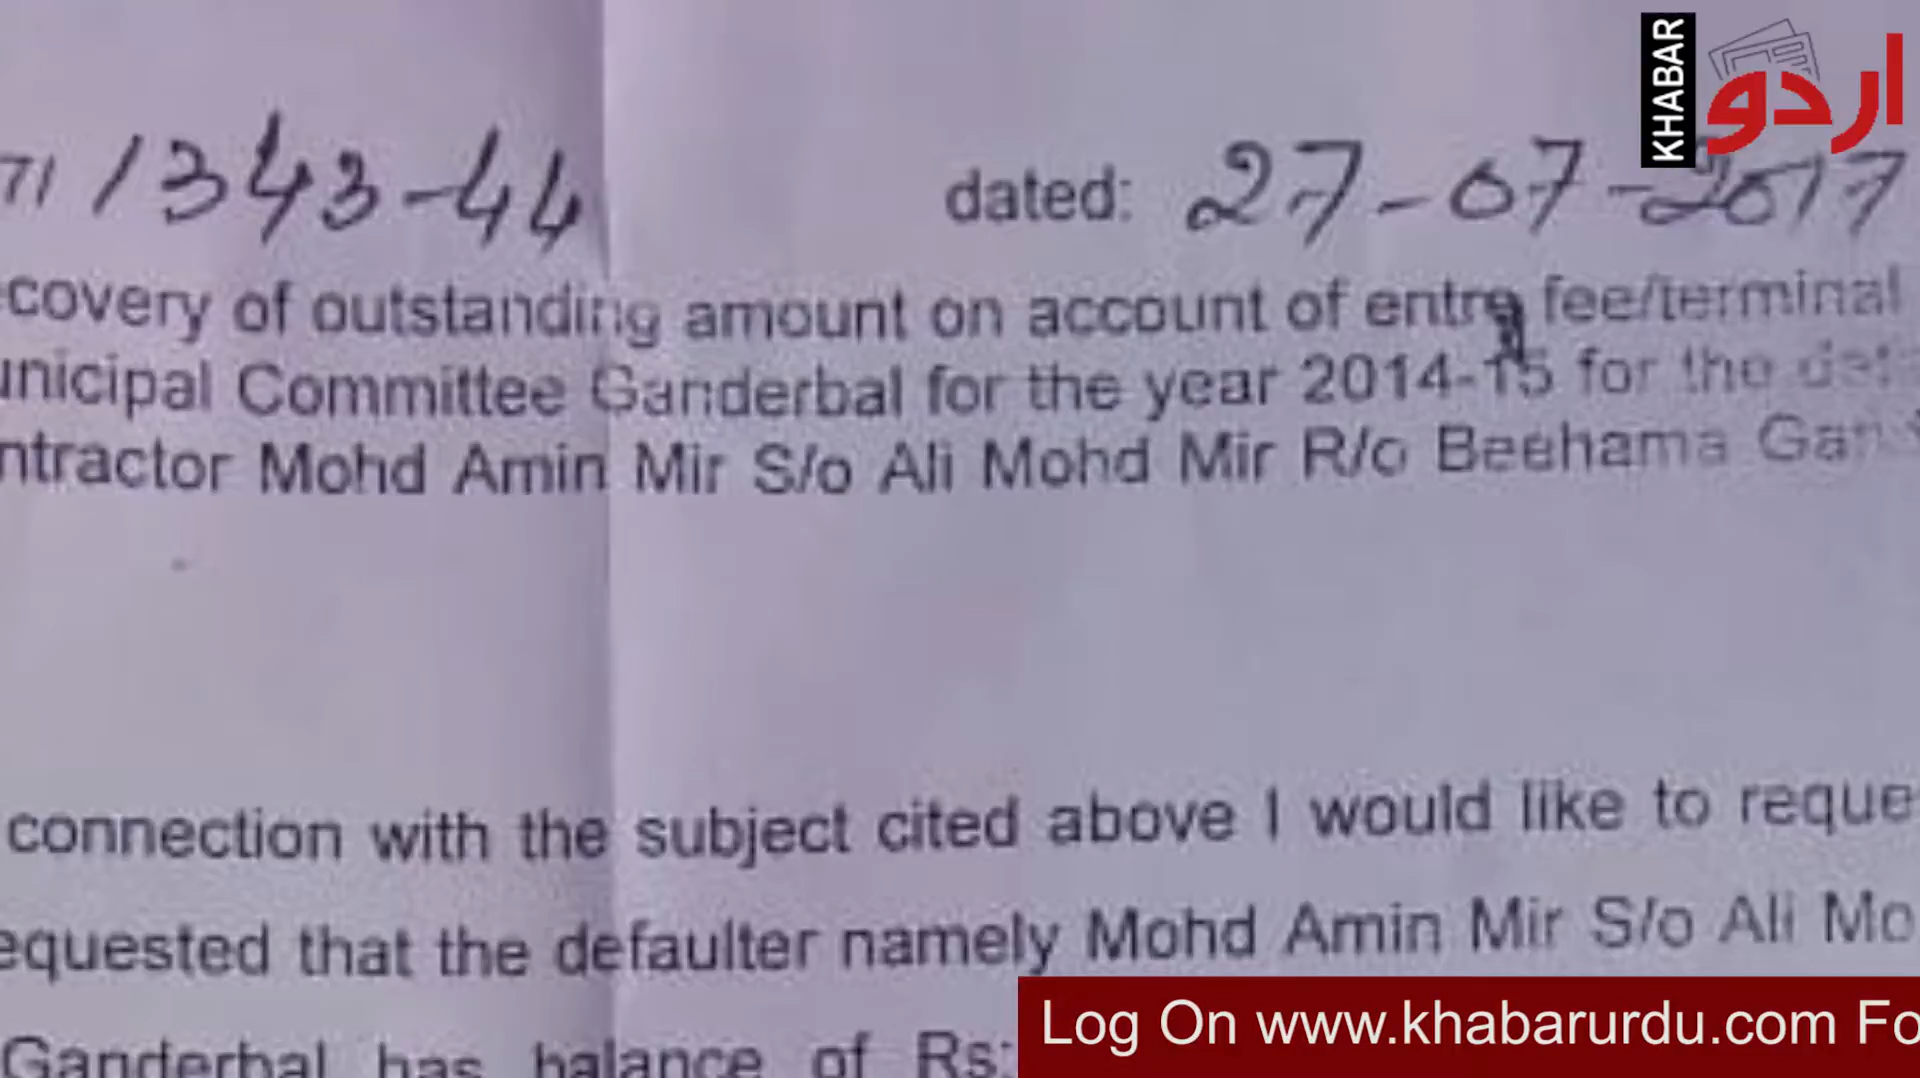 KHABAR
اردو
71/1343-44 dated: 27-07-2017
covery of outstanding amount on account of entry fee/terminal
unicipal Committee Ganderbal for the year 2014-15 for the
ntractor Mohd Amin Mir S/o Ali Mohd Mir R/o Beehama Gan
connection with the subject cited above I would like to reque
equested that the defaulter namely Mohd Amin Mir S/o Ali Mo
Ganderbal has balance of Rs:
Log On www.khabarurdu.com Fo